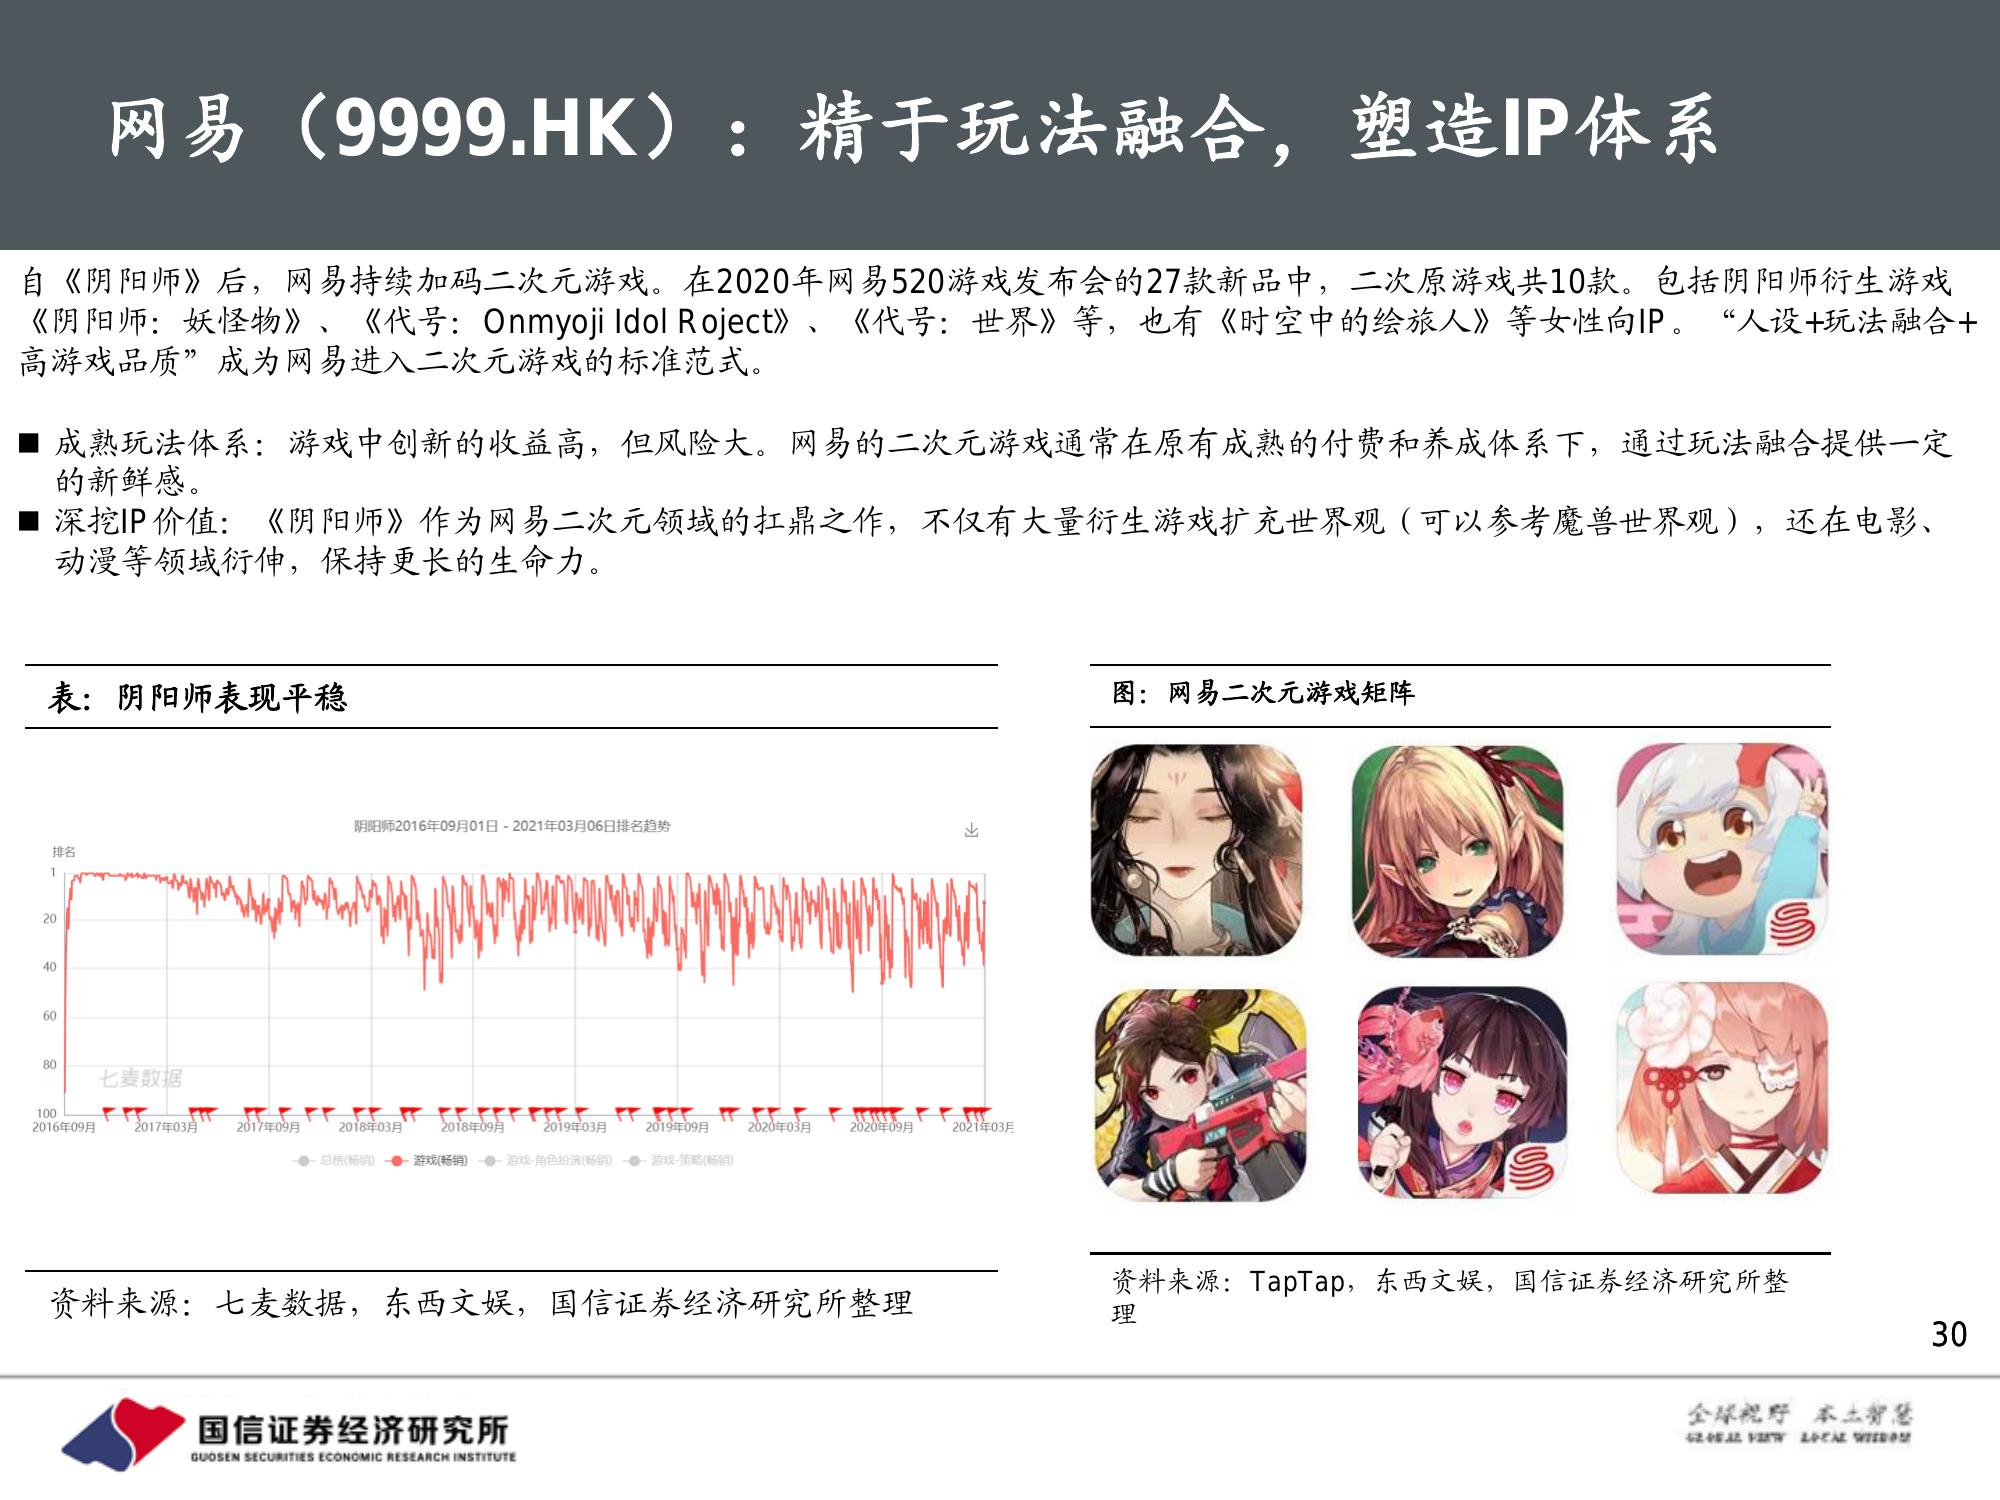 网易（9999.HK）：精于玩法融合，塑造IP体系
自《阴阳师》后，网易持续加码二次元游戏。在2020年网易520游戏发布会的27款新品中，二次原游戏共10款。包括阴阳师衍生游戏
《阴阳师：妖怪物》、《代号：Onmyoji Idol Roject》、《代号：世界》等，也有《时空中的绘旅人》等女性向IP。“人设+玩法融合+
高游戏品质”成为网易进入二次元游戏的标准范式。
■ 成熟玩法体系：游戏中创新的收益高，但风险大。网易的二次元游戏通常在原有成熟的付费和养成体系下，通过玩法融合提供一定
的新鲜感。
■ 深挖IP价值：《阴阳师》作为网易二次元领域的扛鼎之作，不仅有大量衍生游戏扩充世界观（可以参考魔兽世界观），还在电影、
动漫等领域衍伸，保持更长的生命力。
表：阴阳师表现平稳
阴阳师2016年09月01日 - 2021年03月06日排名趋势
排名
1
20
40
60
80
100
七麦数据
2016年09月 2017年03月 2017年09月 2018年03月 2018年09月 2019年03月 2019年09月 2020年03月 2020年09月 2021年03月
总榜(畅销) 游戏(畅销) 游戏-角色扮演(畅销) 游戏-策略(畅销)
资料来源：七麦数据，东西文娱，国信证券经济研究所整理
图：网易二次元游戏矩阵
资料来源：TapTap，东西文娱，国信证券经济研究所整
理
30
国信证券经济研究所
GUOSEN SECURITIES ECONOMIC RESEARCH INSTITUTE
全球视野 本土智慧
GLOBAL VIEW LOCAL WISDOM